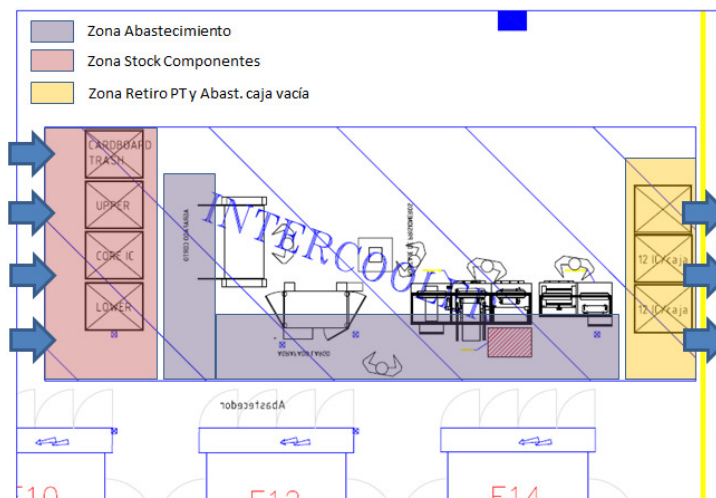 Zona Abastecimiento
Zona Stock Componentes
Zona Retiro PT y Abast. caja vacía
CARDBOARD
TRASH
UPPER
CORE IC
LOWER
INTERCOOLER
12 IC/caja
12 IC/caja
Abastecedor
F10
F12
F14